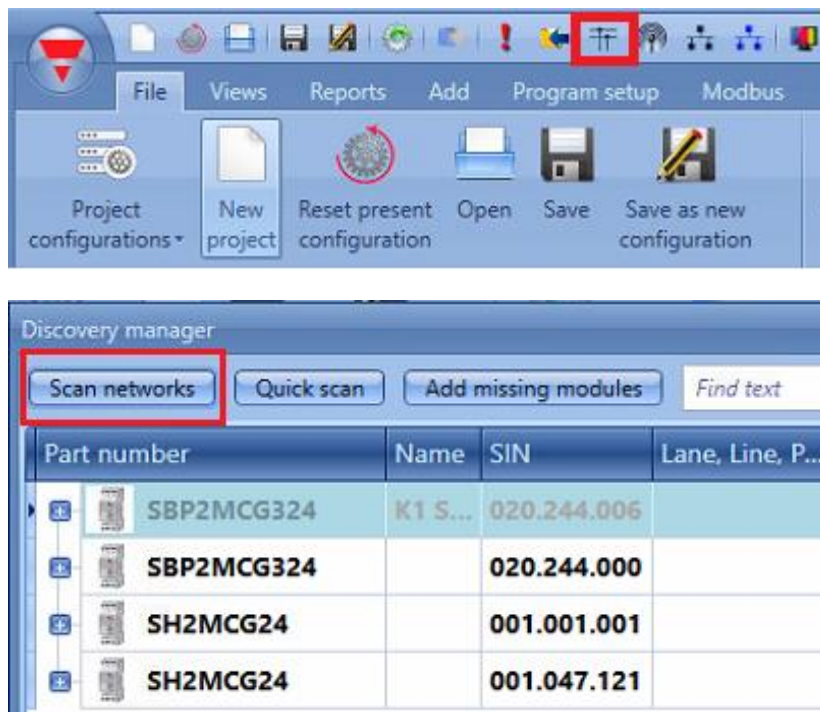 File Views Reports Add Program setup Modbus
Project New Reset present Open Save Save as new
configurations project configuration configuration
Discovery manager
Scan networks Quick scan Add missing modules Find text
Part number Name SIN Lane, Line, P...
SBP2MCG324 K1 S... 020.244.006
SBP2MCG324 020.244.000
SH2MCG24 001.001.001
SH2MCG24 001.047.121